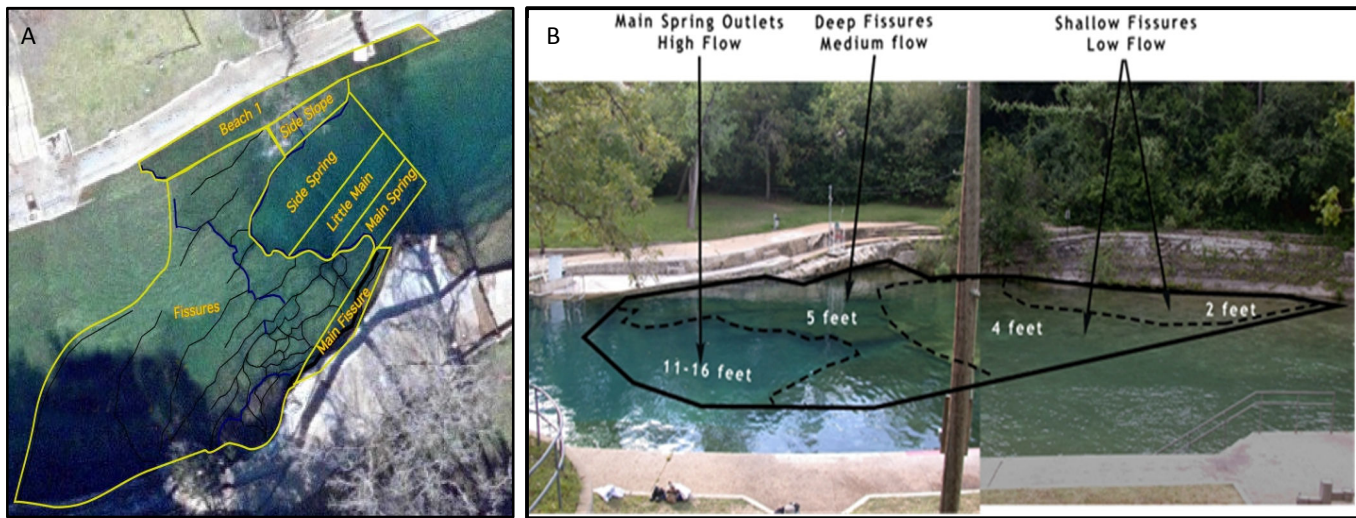 A
Beach 1
Side Slope
Side Spring
Little Main
Main Spring
Fissures
Main Fissure
B
Main Spring Outlets
High Flow
Deep Fissures
Medium flow
Shallow Fissures
Low Flow
5 feet
4 feet
2 feet
11-16 feet